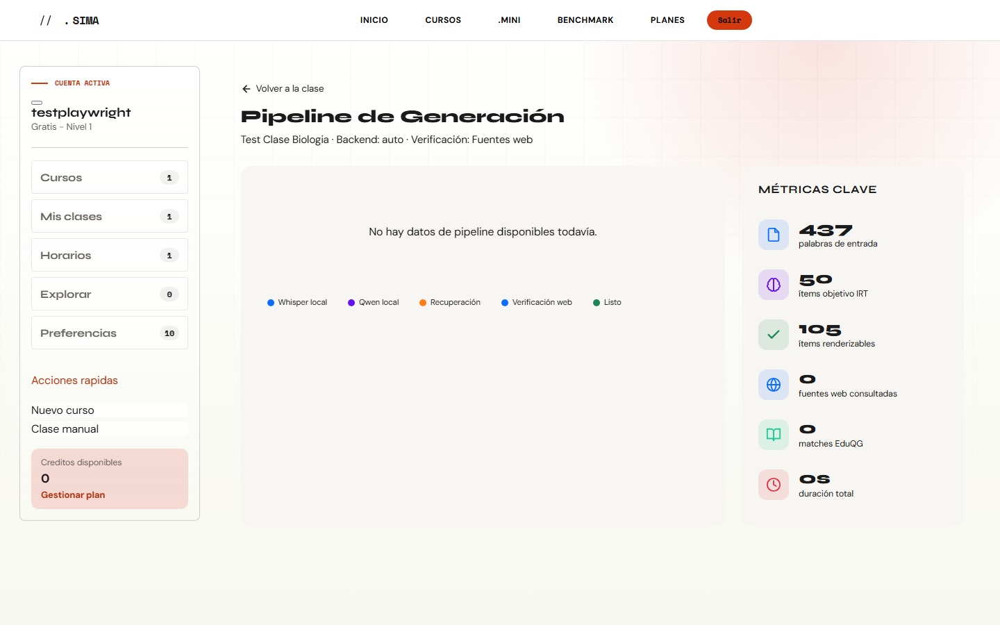 // .SIMA
INICIO CURSOS .MINI BENCHMARK PLANES Salir
CUENTA ACTIVA
testplaywright
Gratis - Nivel 1
Cursos 1
Mis clases 1
Horarios 1
Explorar 0
Preferencias 10
Acciones rapidas
Nuevo curso
Clase manual
Creditos disponibles
0
Gestionar plan
← Volver a la clase
Pipeline de Generación
Test Clase Biologia · Backend: auto · Verificación: Fuentes web
No hay datos de pipeline disponibles todavía.
Whisper local Qwen local Recuperación Verificación web Listo
MÉTRICAS CLAVE
437
palabras de entrada
50
ítems objetivo IRT
105
ítems renderizables
0
fuentes web consultadas
0
matches EduQG
0s
duración total